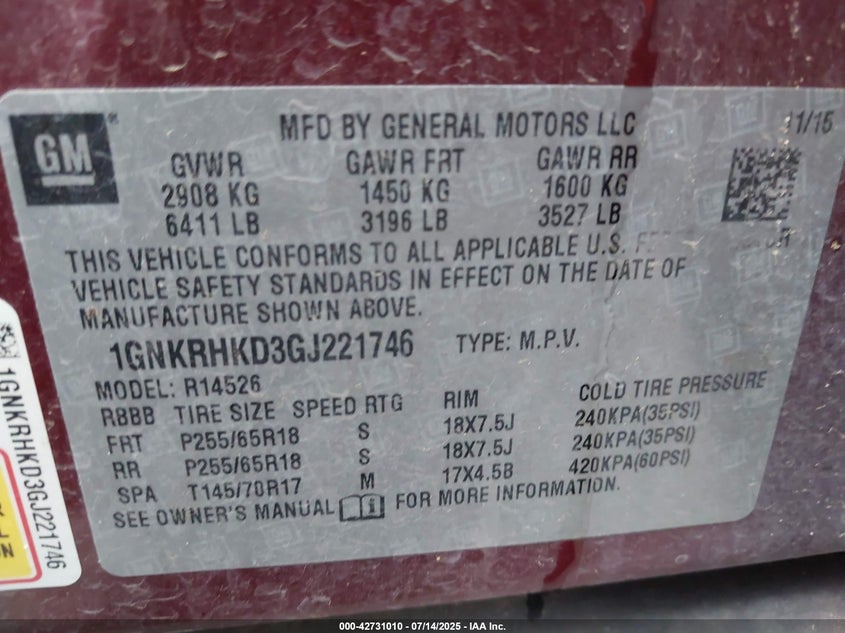 GM®
MFD BY GENERAL MOTORS LLC
1/15
GVWR GAWR FRT GAWR RR
2908 KG 1450 KG 1600 KG
6411 LB 3196 LB 3527 LB
THIS VEHICLE CONFORMS TO ALL APPLICABLE U.S.
VEHICLE SAFETY STANDARDS IN EFFECT ON THE DATE OF
MANUFACTURE SHOWN ABOVE.
1GNKRHKD3GJ221746 TYPE: M.P.V.
MODEL: R14526
R8BB TIRE SIZE SPEED RTG RIM COLD TIRE PRESSURE
FRT P255/65R18 S 18X7.5J 240KPA(35PSI)
RR P255/65R18 S 18X7.5J 240KPA(35PSI)
SPA T145/70R17 M 17X4.5B 420KPA(60PSI)
SEE OWNER'S MANUAL FOR MORE INFORMATION.
1GNKRHKD3GJ221746
000-42731010 | 07/14/2025 | IAA Inc.